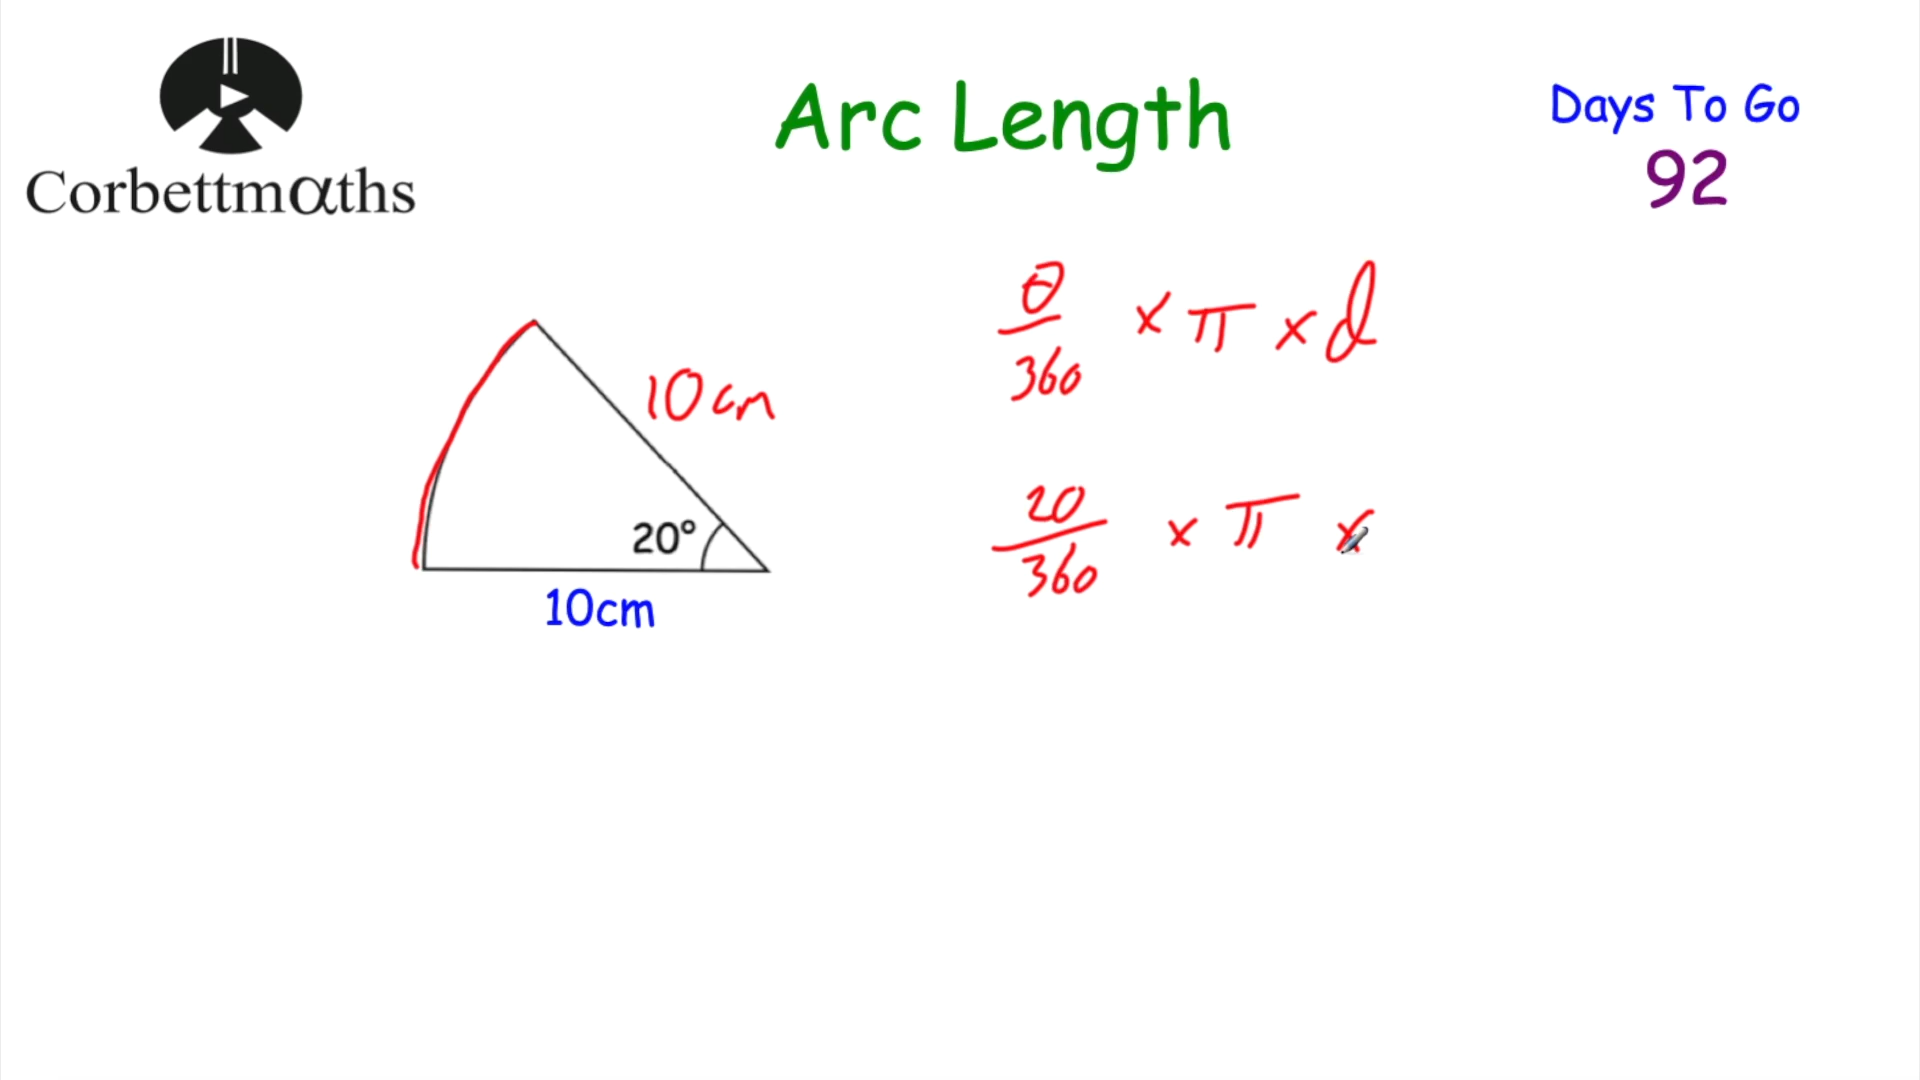 Corbettmαths
Arc Length
Days To Go
92
θ/360 × π × d
10cm
20°
10cm
20/360 × π ×